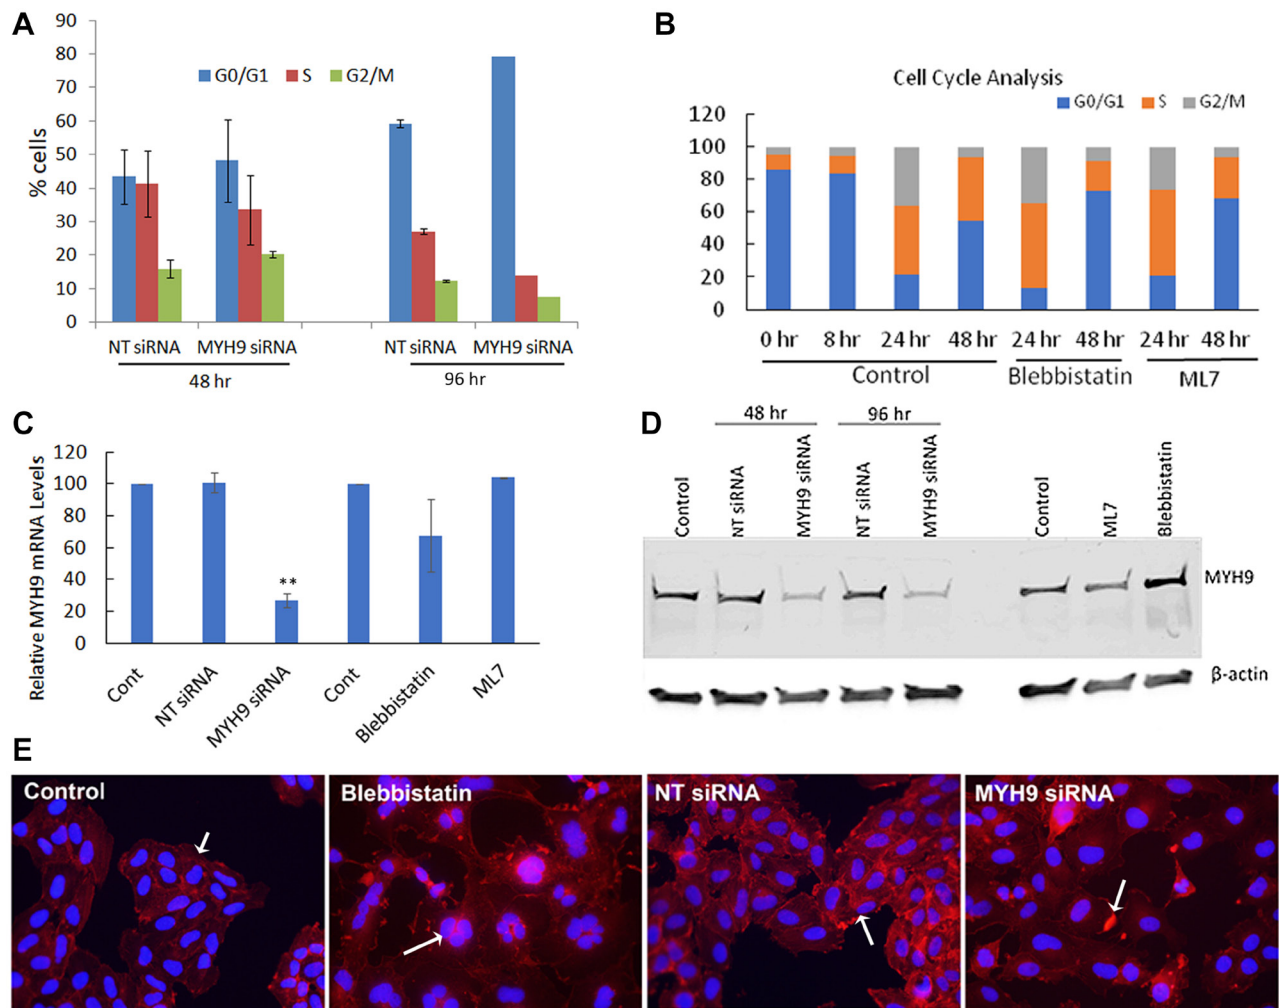 A
90
80
70
60
50
40
30
20
10
0
% cells
G0/G1 S G2/M
NT siRNA MYH9 siRNA NT siRNA MYH9 siRNA
48 hr 96 hr
B
Cell Cycle Analysis
G0/G1 S G2/M
120
100
80
60
40
20
0
0 hr 8 hr 24 hr 48 hr 24 hr 48 hr 24 hr 48 hr
Control Blebbistatin ML7
C
Relative MYH9 mRNA Levels
120
100
80
60
40
20
0
**
Cont NT siRNA MYH9 siRNA Cont Blebbistatin ML7
D
48 hr 96 hr
Control NT siRNA MYH9 siRNA NT siRNA MYH9 siRNA Control ML7 Blebbistatin
MYH9
β-actin
E
Control Blebbistatin NT siRNA MYH9 siRNA